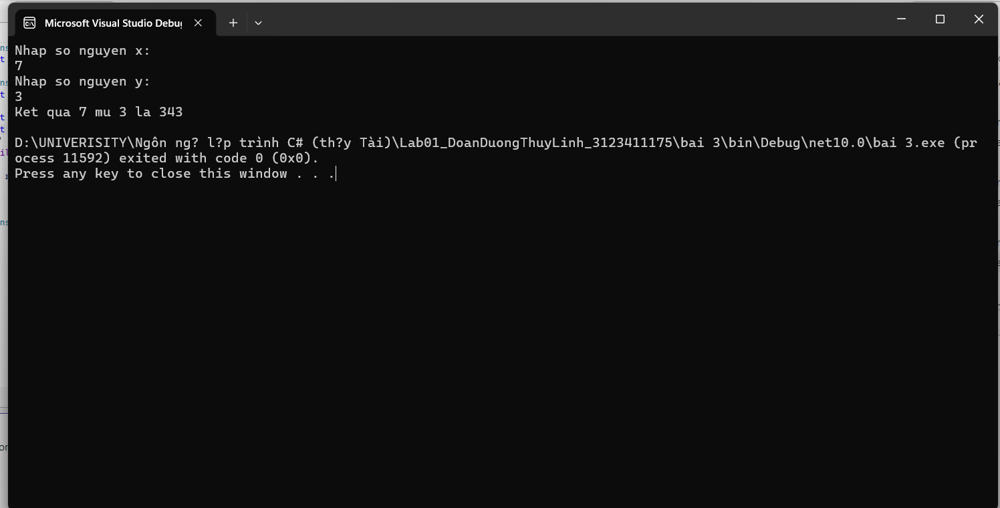 Microsoft Visual Studio Debug
Nhap so nguyen x:
7
Nhap so nguyen y:
3
Ket qua 7 mu 3 la 343
D:\UNIVERISITY\Ngôn ng? l?p trình C# (th?y Tài)\Lab01_DoanDuongThuyLinh_3123411175\bai 3\bin\Debug\net10.0\bai 3.exe (pr
ocess 11592) exited with code 0 (0x0).
Press any key to close this window . . .